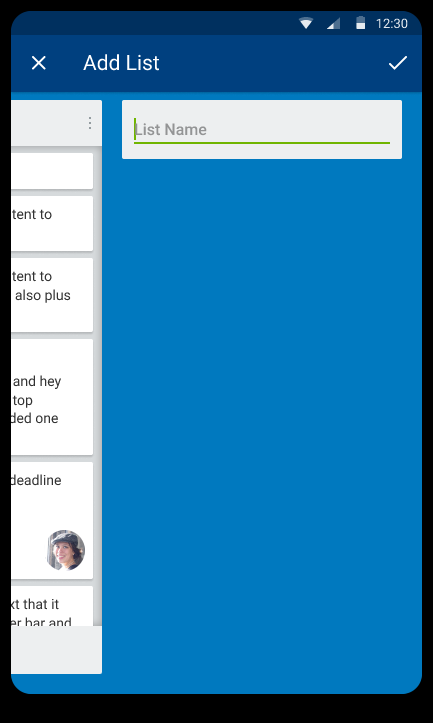 12:30
Add List
List Name
tent to
tent to
also plus
and hey
top
ded one
deadline
xt that it
er bar and